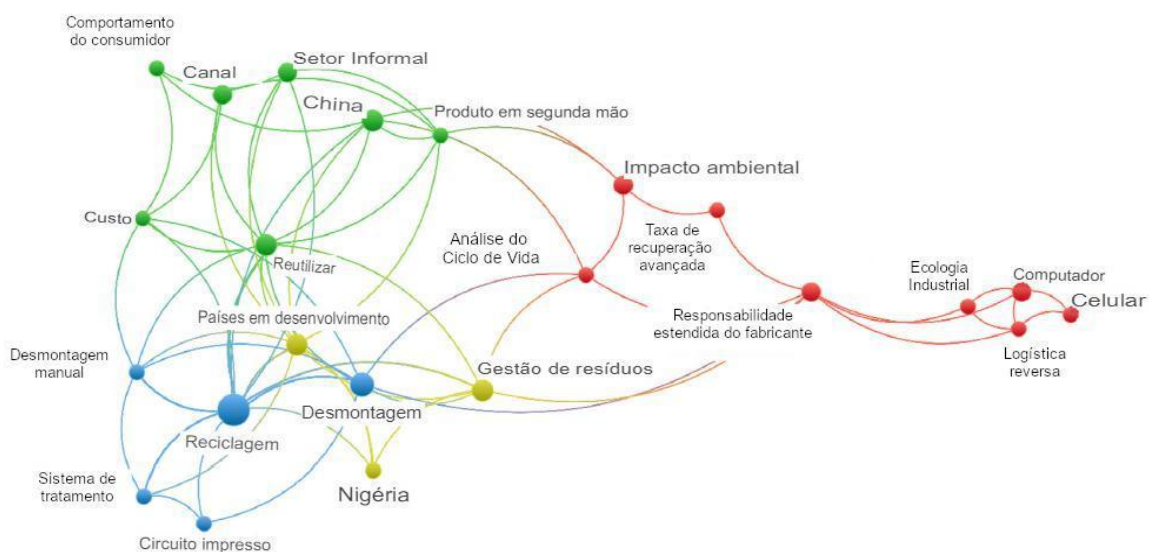 Comportamento
do consumidor
Canal
Setor Informal
China
Produto em segunda mão
Impacto ambiental
Custo
Reutilizar
Análise do
Ciclo de Vida
Taxa de
recuperação
avançada
Ecologia
Industrial
Computador
Celular
Responsabilidade
estendida do fabricante
Logística
reversa
Países em desenvolvimento
Desmontagem
manual
Gestão de resíduos
Desmontagem
Reciclagem
Sistema de
tratamento
Nigéria
Circuito impresso